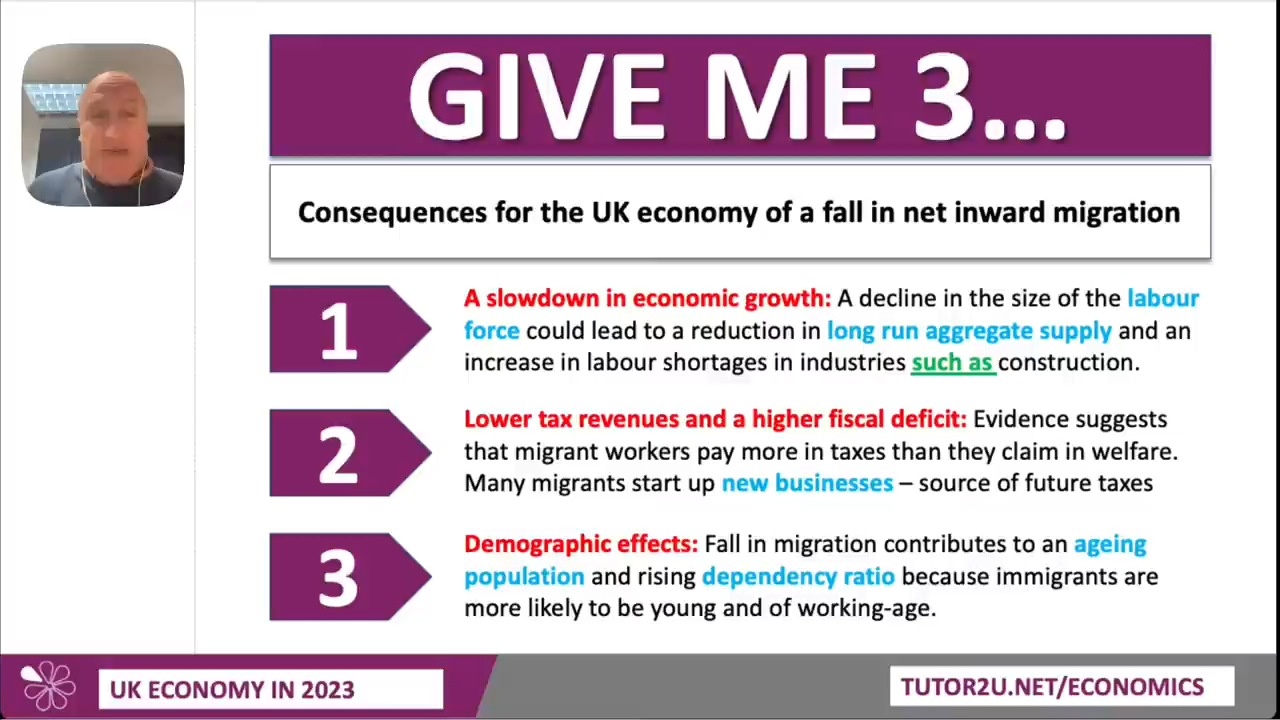 GIVE ME 3...
Consequences for the UK economy of a fall in net inward migration
1
A slowdown in economic growth: A decline in the size of the labour
force could lead to a reduction in long run aggregate supply and an
increase in labour shortages in industries such as construction.
2
Lower tax revenues and a higher fiscal deficit: Evidence suggests
that migrant workers pay more in taxes than they claim in welfare.
Many migrants start up new businesses – source of future taxes
3
Demographic effects: Fall in migration contributes to an ageing
population and rising dependency ratio because immigrants are
more likely to be young and of working-age.
UK ECONOMY IN 2023
TUTOR2U.NET/ECONOMICS